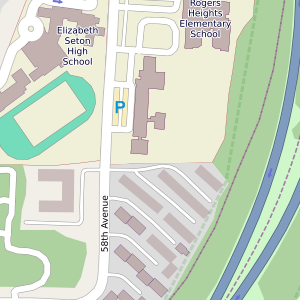 Rogers
Heights
Elementary
School
Elizabeth
Seton
High
School
P
58th Avenue